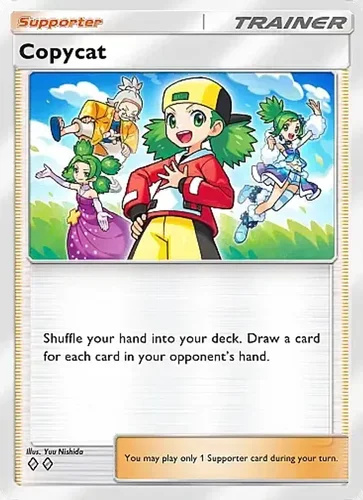 Supporter
TRAINER
Copycat
Shuffle your hand into your deck. Draw a card
for each card in your opponent's hand.
Illus. Yuu Nishida
You may play only 1 Supporter card during your turn.